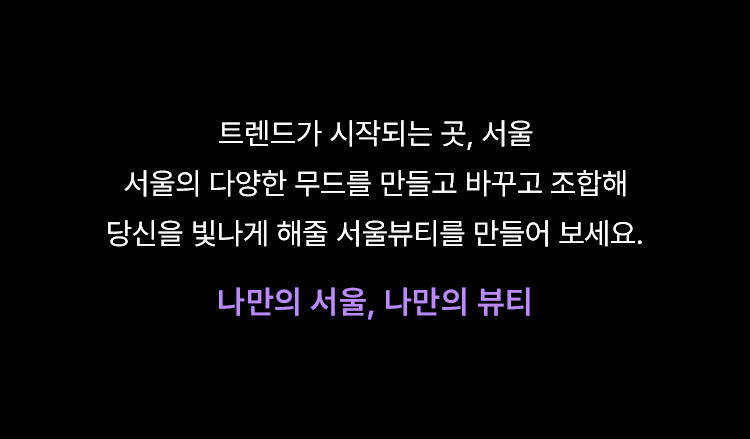 트렌드가 시작되는 곳, 서울
서울의 다양한 무드를 만들고 바꾸고 조합해
당신을 빛나게 해줄 서울뷰티를 만들어 보세요.
나만의 서울, 나만의 뷰티